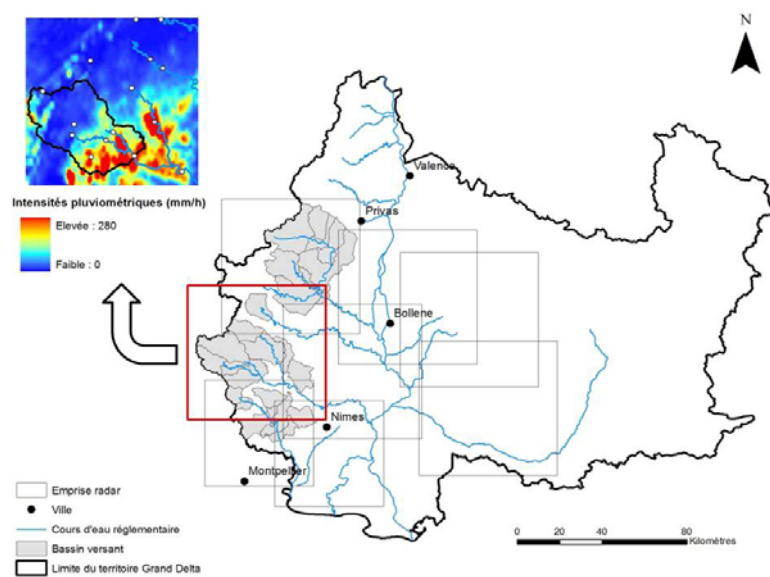 N
Intensités pluviométriques (mm/h)
Elevée : 280
Faible : 0
Valence
Privas
Bollene
Nimes
Montpellier
Emprise radar
Ville
Cours d'eau réglementaire
Bassin versant
Limite du territoire Grand Delta
0 20 40 80
Kilomètres